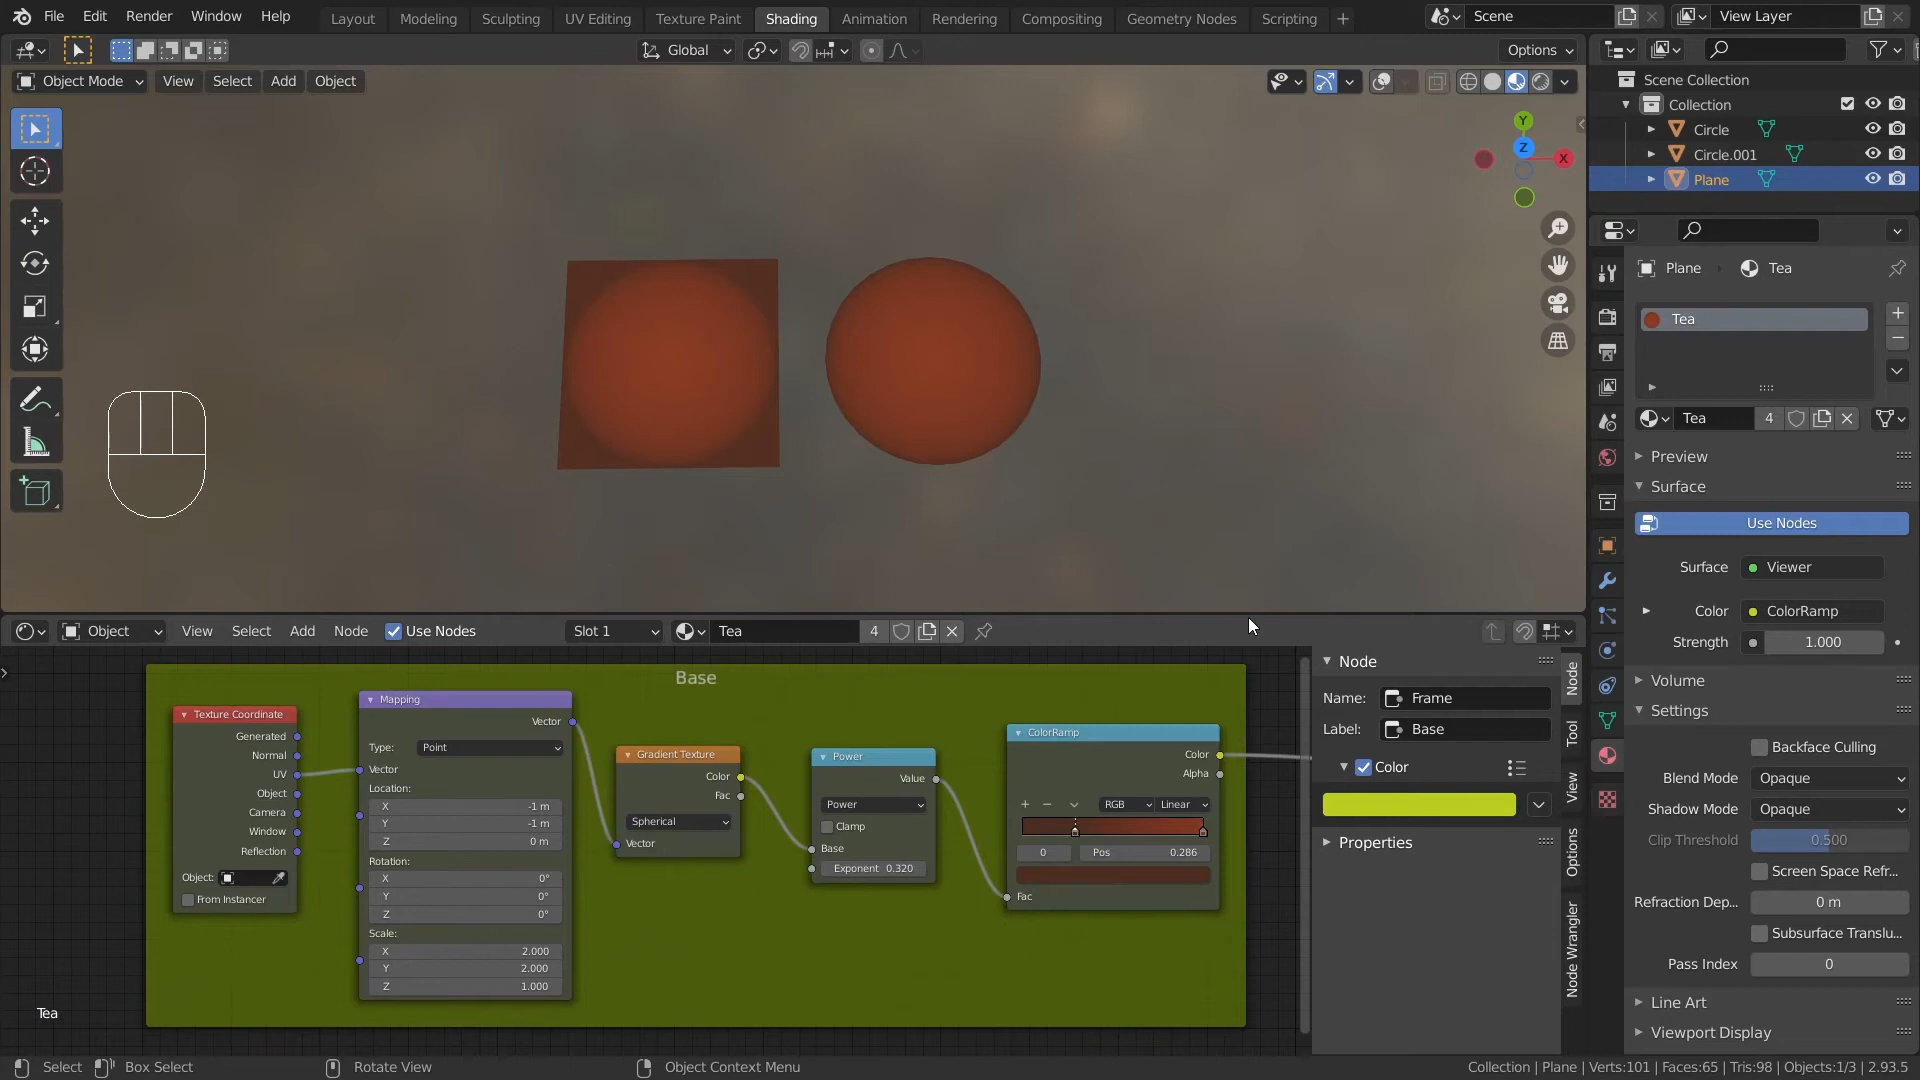 File Edit Render Window Help Layout Modeling Sculpting UV Editing Texture Paint Shading Animation Rendering Compositing Geometry Nodes Scripting + Scene View Layer
Global Options
Object Mode View Select Add Object
Y
Z
X
Scene Collection
Collection
Circle
Circle.001
Plane
Plane Tea
Tea
Tea 4
Preview
Surface
Use Nodes
Surface Viewer
Color ColorRamp
Strength 1.000
Volume
Settings
Backface Culling
Blend Mode Opaque
Shadow Mode Opaque
Clip Threshold 0.500
Screen Space Refr...
Refraction Dep... 0 m
Subsurface Translu...
Pass Index 0
Line Art
Viewport Display
Object View Select Add Node Use Nodes Slot 1 Tea 4
Base
Texture Coordinate
Generated
Normal
UV
Object
Camera
Window
Reflection
Object:
From Instancer
Mapping
Vector
Type: Point
Vector
Location:
X -1 m
Y -1 m
Z 0 m
Rotation:
X 0°
Y 0°
Z 0°
Scale:
X 2.000
Y 2.000
Z 1.000
Gradient Texture
Color
Fac
Spherical
Vector
Power
Value
Power
Clamp
Base
Exponent 0.320
ColorRamp
Color
Alpha
RGB Linear
0 Pos 0.286
Fac
Node
Name: Frame
Label: Base
Color
Properties
Node
Tool
View
Options
Node Wrangler
Tea
Select Box Select Rotate View Object Context Menu Collection | Plane | Verts:101 | Faces:65 | Tris:98 | Objects:1/3 | 2.93.5